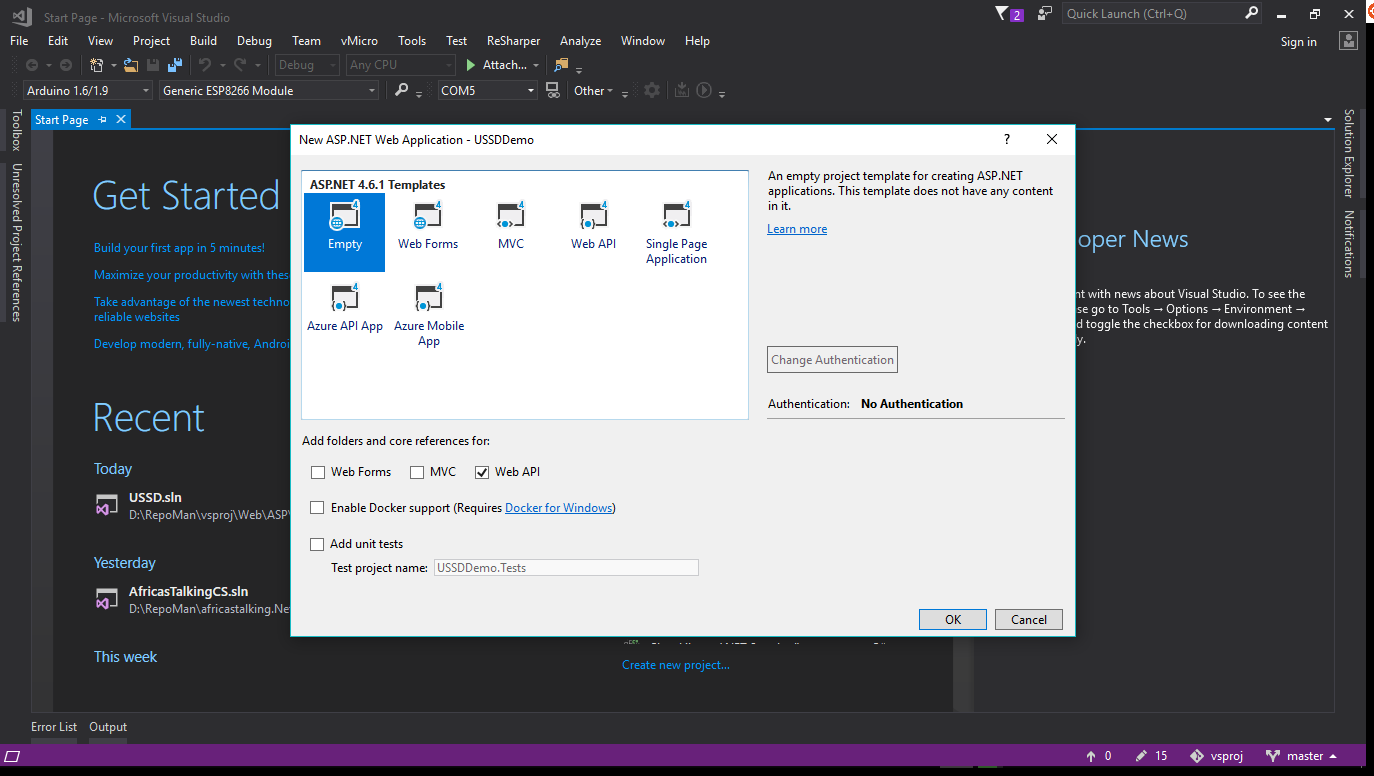 Start Page - Microsoft Visual Studio
2
Quick Launch (Ctrl+Q)
File Edit View Project Build Debug Team vMicro Tools Test ReSharper Analyze Window Help
Sign in
Debug Any CPU Attach...
Arduino 1.6/1.9 Generic ESP8266 Module COM5 Other
Start Page
Toolbox
Unresolved Project References
Solution Explorer
Notifications
Get Started
Build your first app in 5 minutes!
Maximize your productivity with these
Take advantage of the newest techno
reliable websites
Develop modern, fully-native, Androi
Recent
Today
USSD.sln
D:\RepoMan\vsproj\Web\ASP\
Yesterday
AfricasTalkingCS.sln
D:\RepoMan\africastalking.Ne
This week
New ASP.NET Web Application - USSDDemo
?
ASP.NET 4.6.1 Templates
4 4 4 4 4
Empty Web Forms MVC Web API Single Page
Application
4 4
Azure API App Azure Mobile
App
An empty project template for creating ASP.NET
applications. This template does not have any content
in it.
Learn more
Change Authentication
Authentication: No Authentication
Add folders and core references for:
Web Forms MVC Web API
Enable Docker support (Requires Docker for Windows)
Add unit tests
Test project name: USSDDemo.Tests
OK Cancel
Create new project...
oper News
nt with news about Visual Studio. To see the
se go to Tools → Options → Environment →
d toggle the checkbox for downloading content
y.
Error List Output
0 15 vsproj master